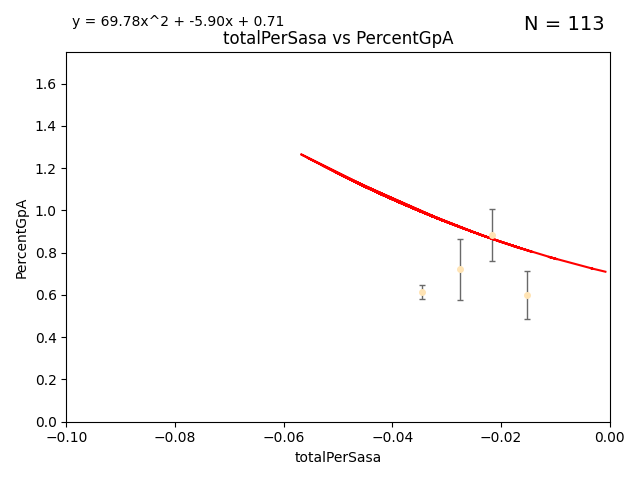 y = 69.78x^2 + -5.90x + 0.71
N = 113
totalPerSasa vs PercentGpA
PercentGpA
1.6
1.4
1.2
1.0
0.8
0.6
0.4
0.2
0.0
−0.10 −0.08 −0.06 −0.04 −0.02 0.00
totalPerSasa